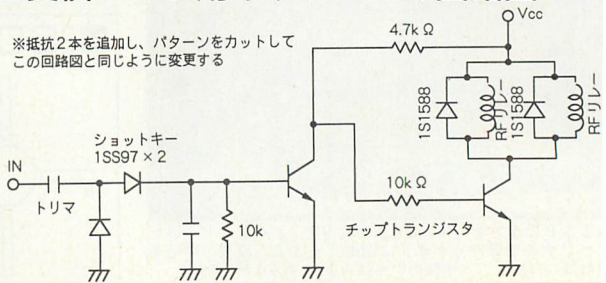 ※抵抗2本を追加し、パターンをカットして
この回路図と同じように変更する
Vcc
4.7k Ω
1S1588
RFリレー
1S1588
RFリレー
ショットキー
1SS97×2
IN
トリマ
10k
10k Ω
チップトランジスタ